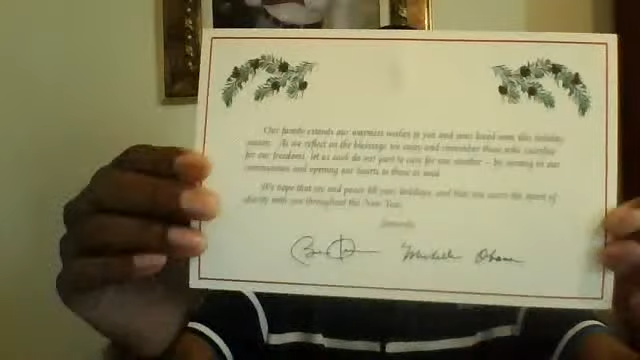 Our family extends our warmest wishes to you and your loved ones this holiday
season. As we reflect on the blessings we enjoy and remember those who sacrifice
for our freedoms, let us each do our part to care for one another – by serving in our
communities and opening our hearts to those in need.
We hope that joy and peace fill your holidays, and that you carry the spirit of
charity with you throughout this New Year.
Sincerely,
Michelle Obama